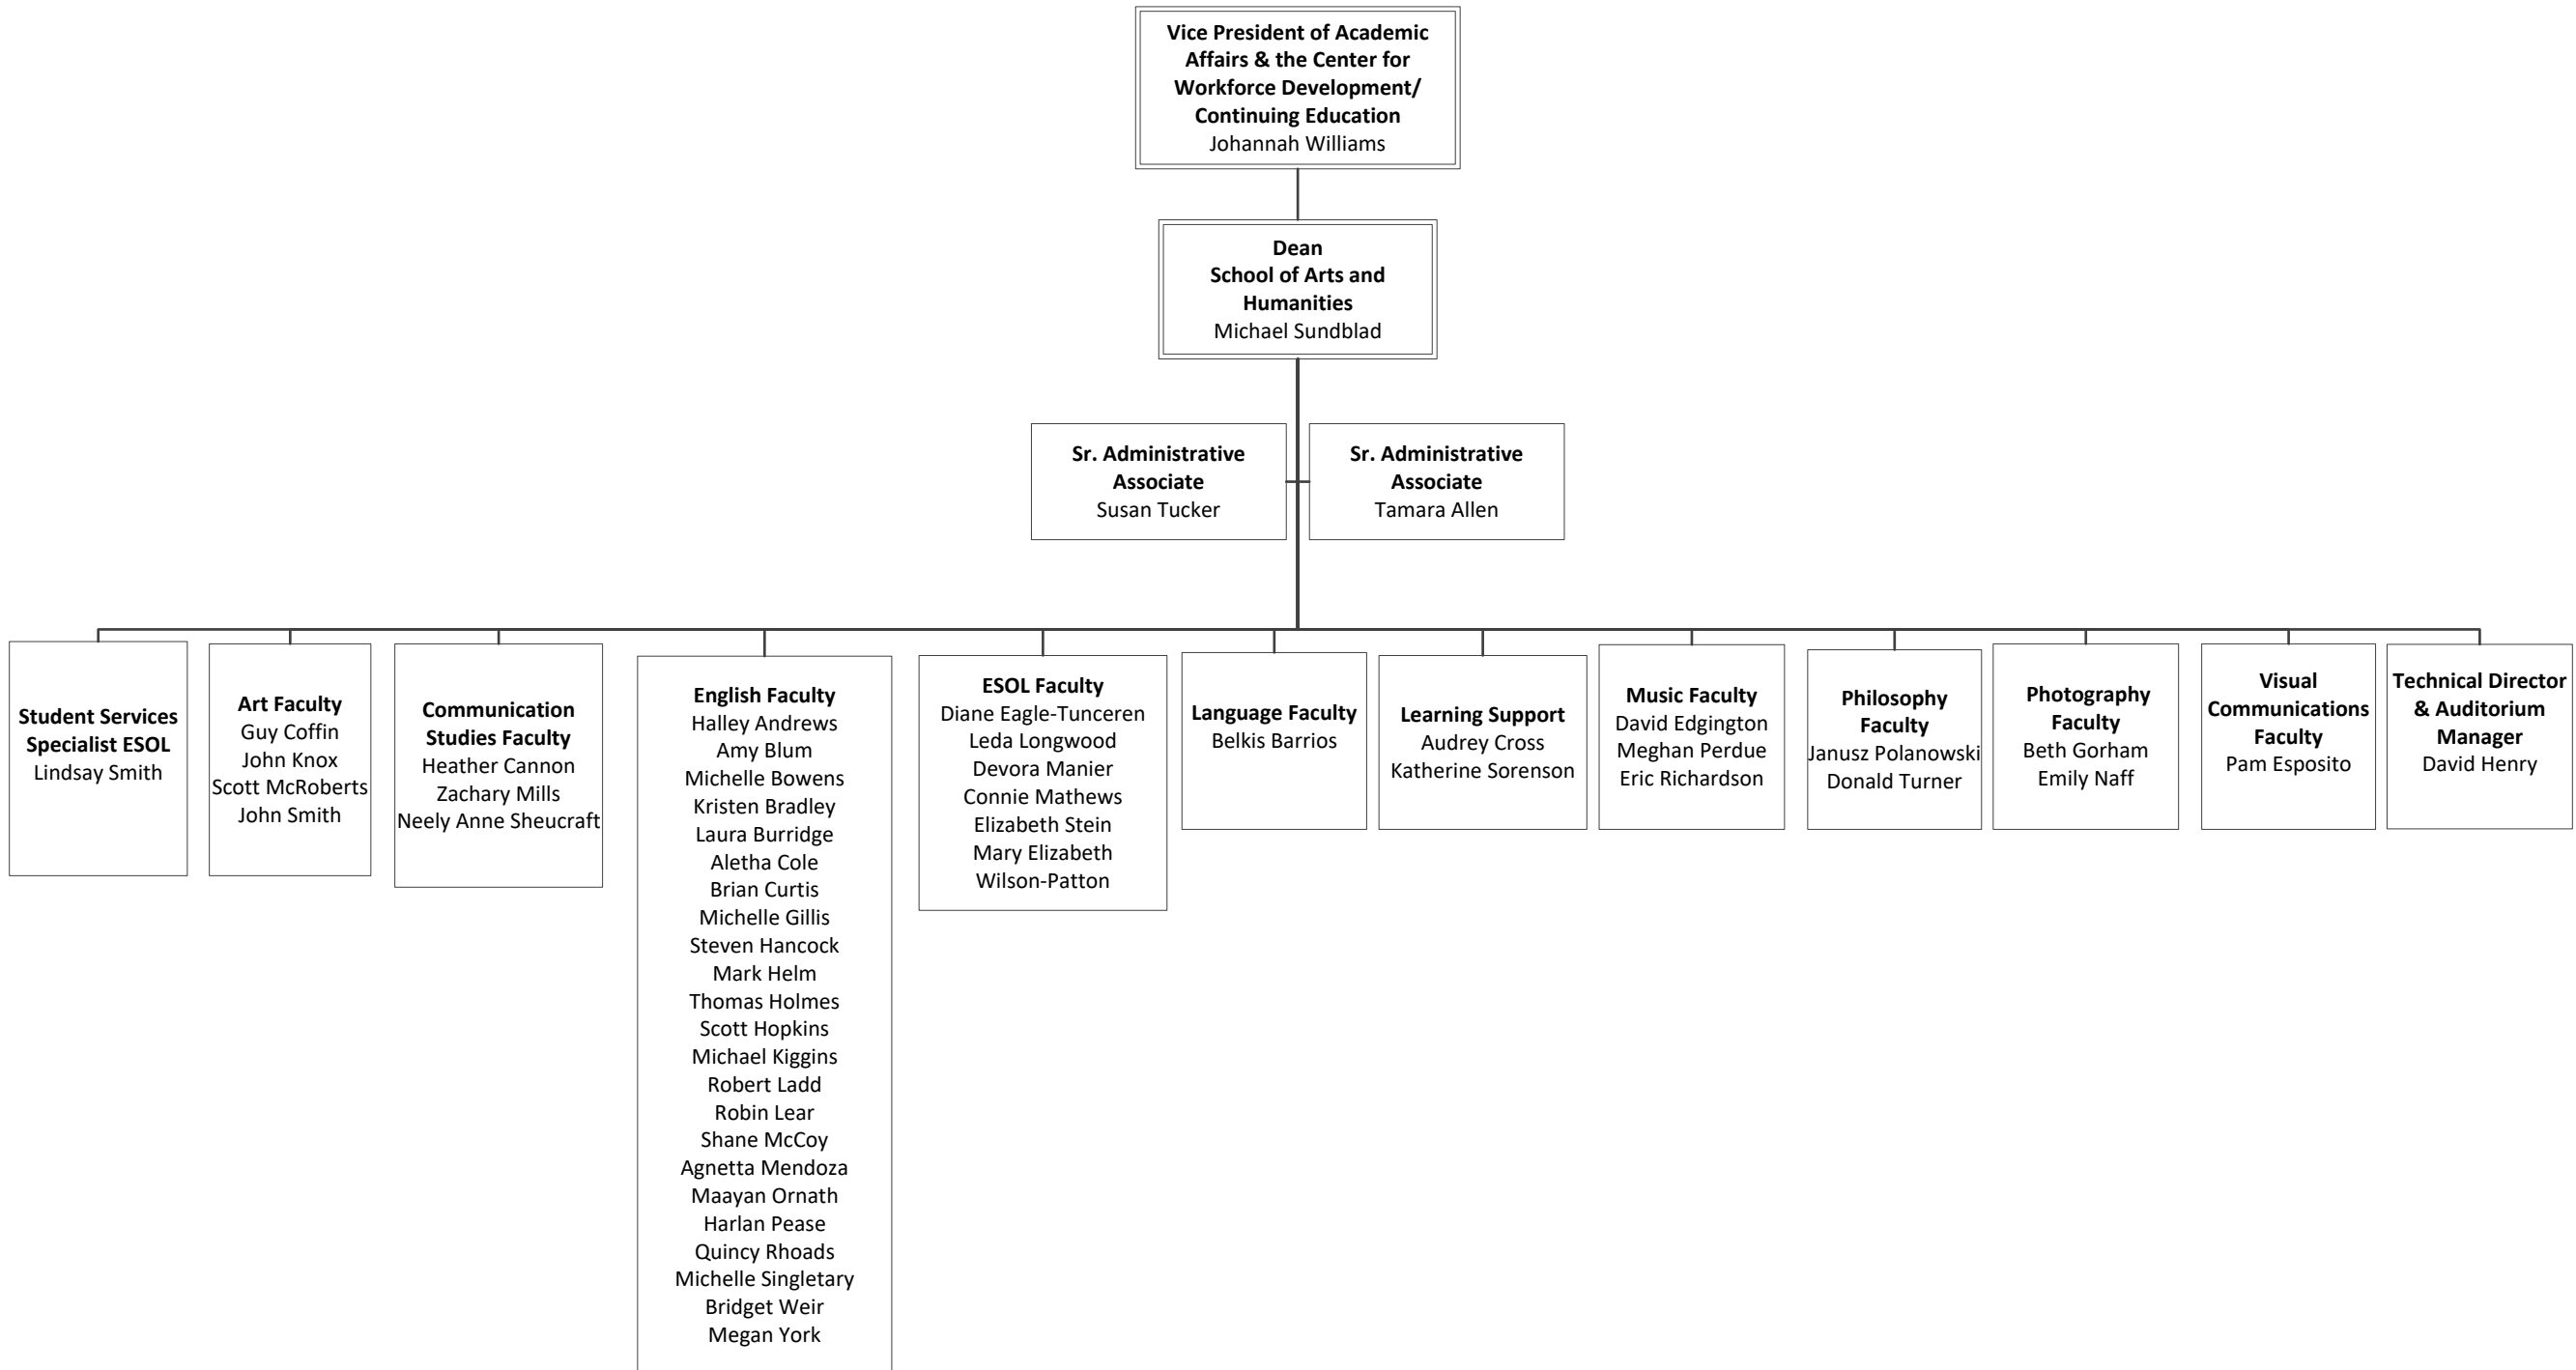 Vice President of Academic
Affairs & the Center for
Workforce Development/
Continuing Education
Johannah Williams
Dean
School of Arts and
Humanities
Michael Sundblad
Sr. Administrative
Associate
Susan Tucker
Sr. Administrative
Associate
Tamara Allen
Student Services
Specialist ESOL
Lindsay Smith
Art Faculty
Guy Coffin
John Knox
Scott McRoberts
John Smith
Communication
Studies Faculty
Heather Cannon
Zachary Mills
Neely Anne Sheucraft
English Faculty
Halley Andrews
Amy Blum
Michelle Bowens
Kristen Bradley
Laura Burridge
Aletha Cole
Brian Curtis
Michelle Gillis
Steven Hancock
Mark Helm
Thomas Holmes
Scott Hopkins
Michael Kiggins
Robert Ladd
Robin Lear
Shane McCoy
Agnetta Mendoza
Maayan Ornath
Harlan Pease
Quincy Rhoads
Michelle Singletary
Bridget Weir
Megan York
ESOL Faculty
Diane Eagle-Tunceren
Leda Longwood
Devora Manier
Connie Mathews
Elizabeth Stein
Mary Elizabeth
Wilson-Patton
Language Faculty
Belkis Barrios
Learning Support
Audrey Cross
Katherine Sorenson
Music Faculty
David Edgington
Meghan Perdue
Eric Richardson
Philosophy
Faculty
Janusz Polanowski
Donald Turner
Photography
Faculty
Beth Gorham
Emily Naff
Visual
Communications
Faculty
Pam Esposito
Technical Director
& Auditorium
Manager
David Henry